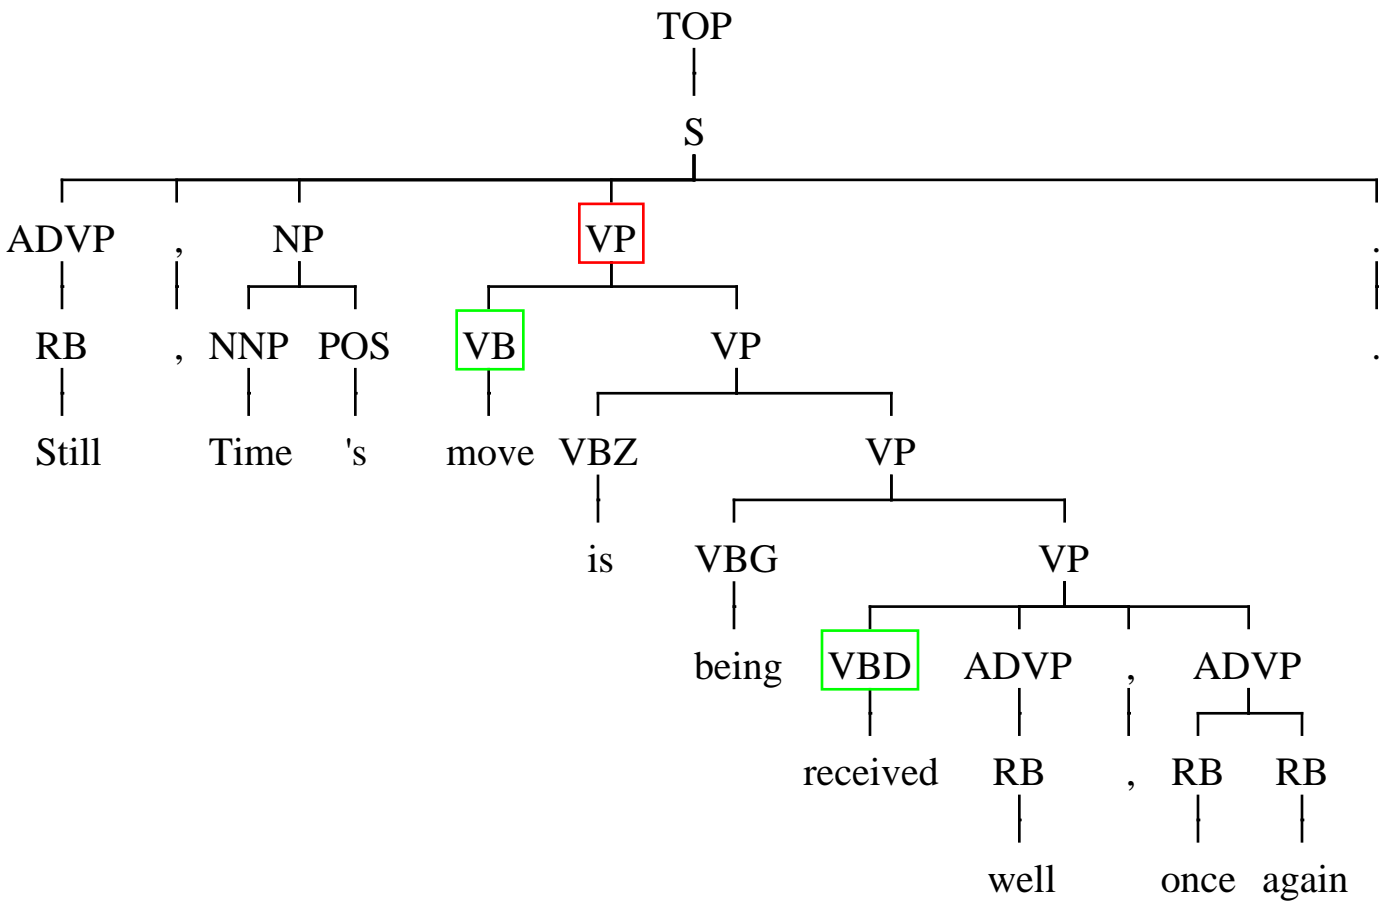 TOP
S
ADVP , NP VP .
RB , NNP POS VB VP .
Still Time 's move VBZ VP
is VBG VP
being VBD ADVP , ADVP
received RB , RB RB
well once again